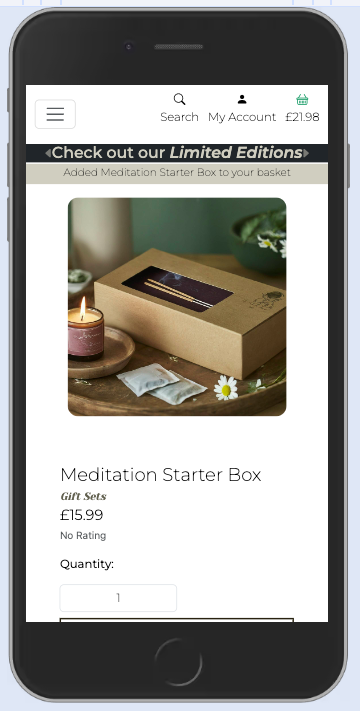 Search My Account £21.98
Check out our Limited Editions
Added Meditation Starter Box to your basket
Meditation Starter Box
Gift Sets
£15.99
No Rating
Quantity:
1